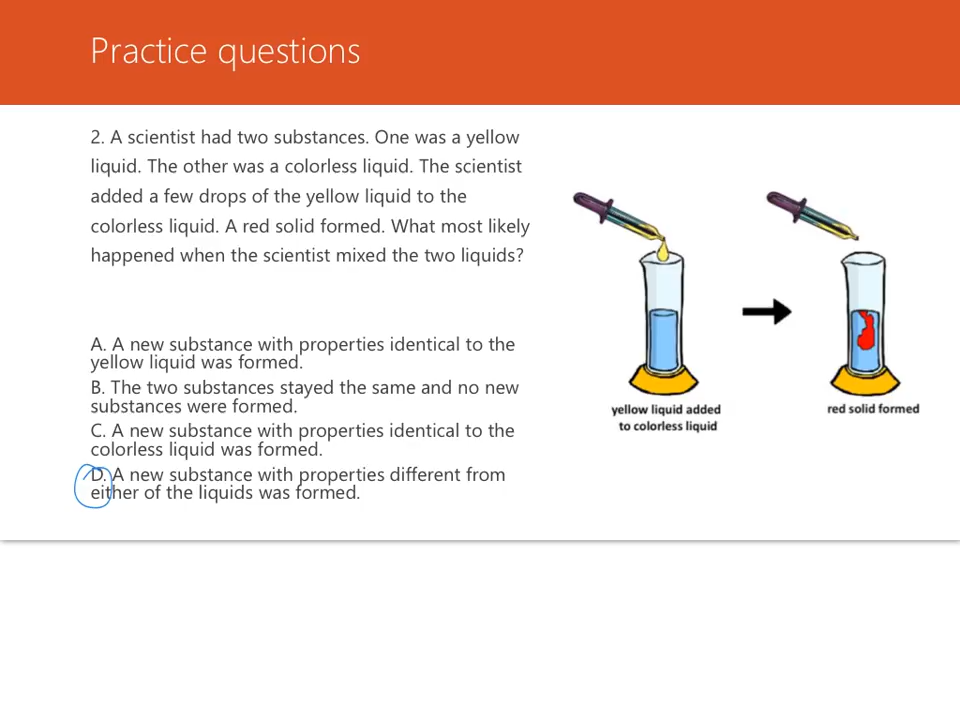 Practice questions
2. A scientist had two substances. One was a yellow
liquid. The other was a colorless liquid. The scientist
added a few drops of the yellow liquid to the
colorless liquid. A red solid formed. What most likely
happened when the scientist mixed the two liquids?
A. A new substance with properties identical to the
yellow liquid was formed.
B. The two substances stayed the same and no new
substances were formed.
C. A new substance with properties identical to the
colorless liquid was formed.
D. A new substance with properties different from
either of the liquids was formed.
yellow liquid added
to colorless liquid
red solid formed